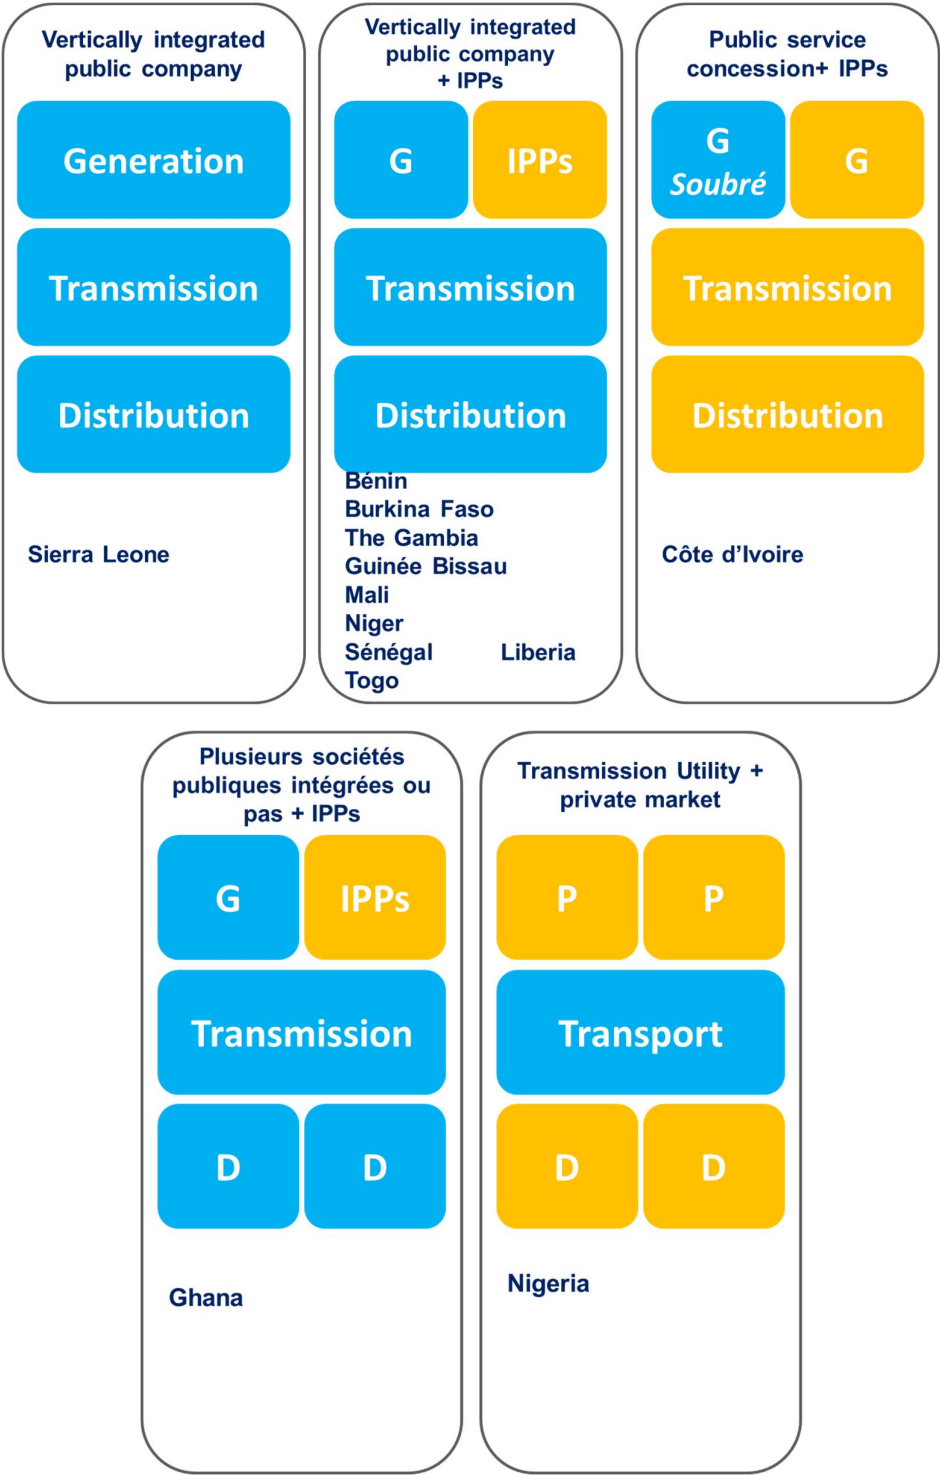 Vertically integrated
public company
Generation
Transmission
Distribution
Sierra Leone
Vertically integrated
public company
+ IPPs
G
IPPs
Transmission
Distribution
Bénin
Burkina Faso
The Gambia
Guinée Bissau
Mali
Niger
Sénégal Liberia
Togo
Public service
concession+ IPPs
G
Soubré
G
Transmission
Distribution
Côte d’Ivoire
Plusieurs sociétés
publiques intégrées ou
pas + IPPs
G
IPPs
Transmission
D
D
Ghana
Transmission Utility +
private market
P
P
Transport
D
D
Nigeria